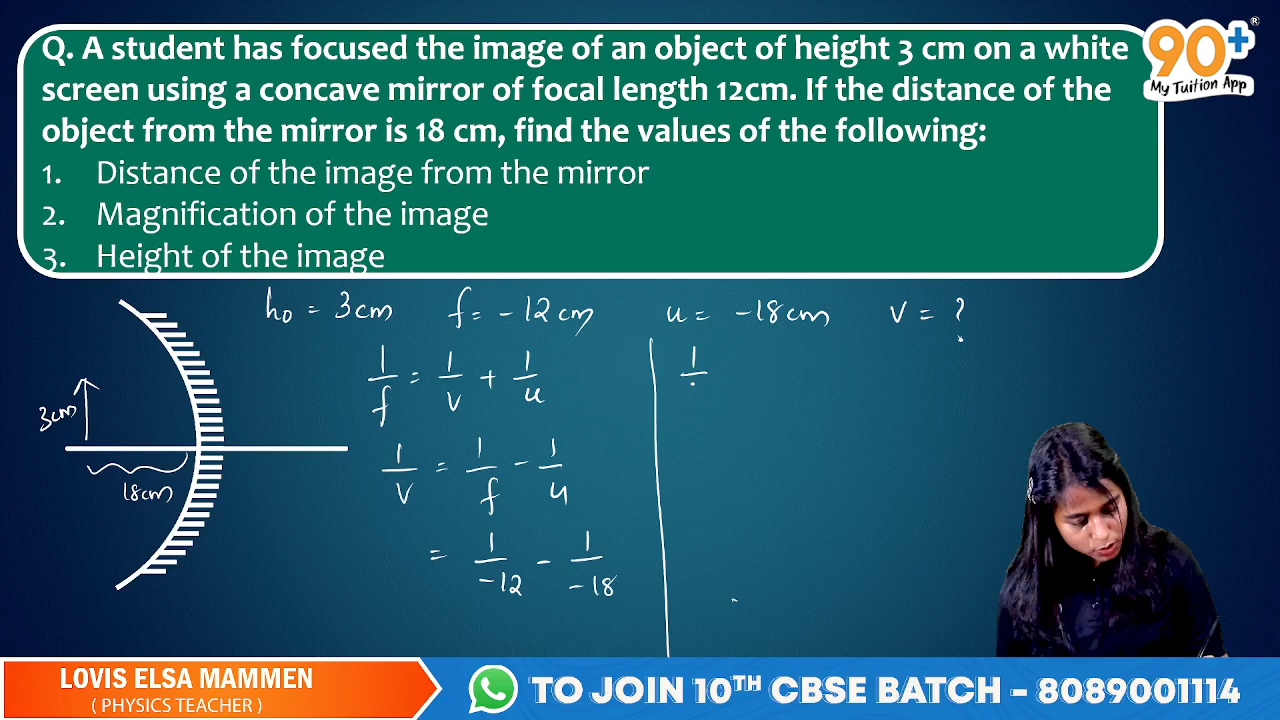 Q. A student has focused the image of an object of height 3 cm on a white
screen using a concave mirror of focal length 12cm. If the distance of the
object from the mirror is 18 cm, find the values of the following:
1. Distance of the image from the mirror
2. Magnification of the image
3. Height of the image
90+
®
My Tuition App
h₀ = 3cm f = -12cm u = -18cm v = ?
1/f = 1/v + 1/u
1/v = 1/f - 1/u
= 1/-12 - 1/-18
1/
3cm
18cm
LOVIS ELSA MAMMEN
( PHYSICS TEACHER )
TO JOIN 10TH CBSE BATCH - 8089001114